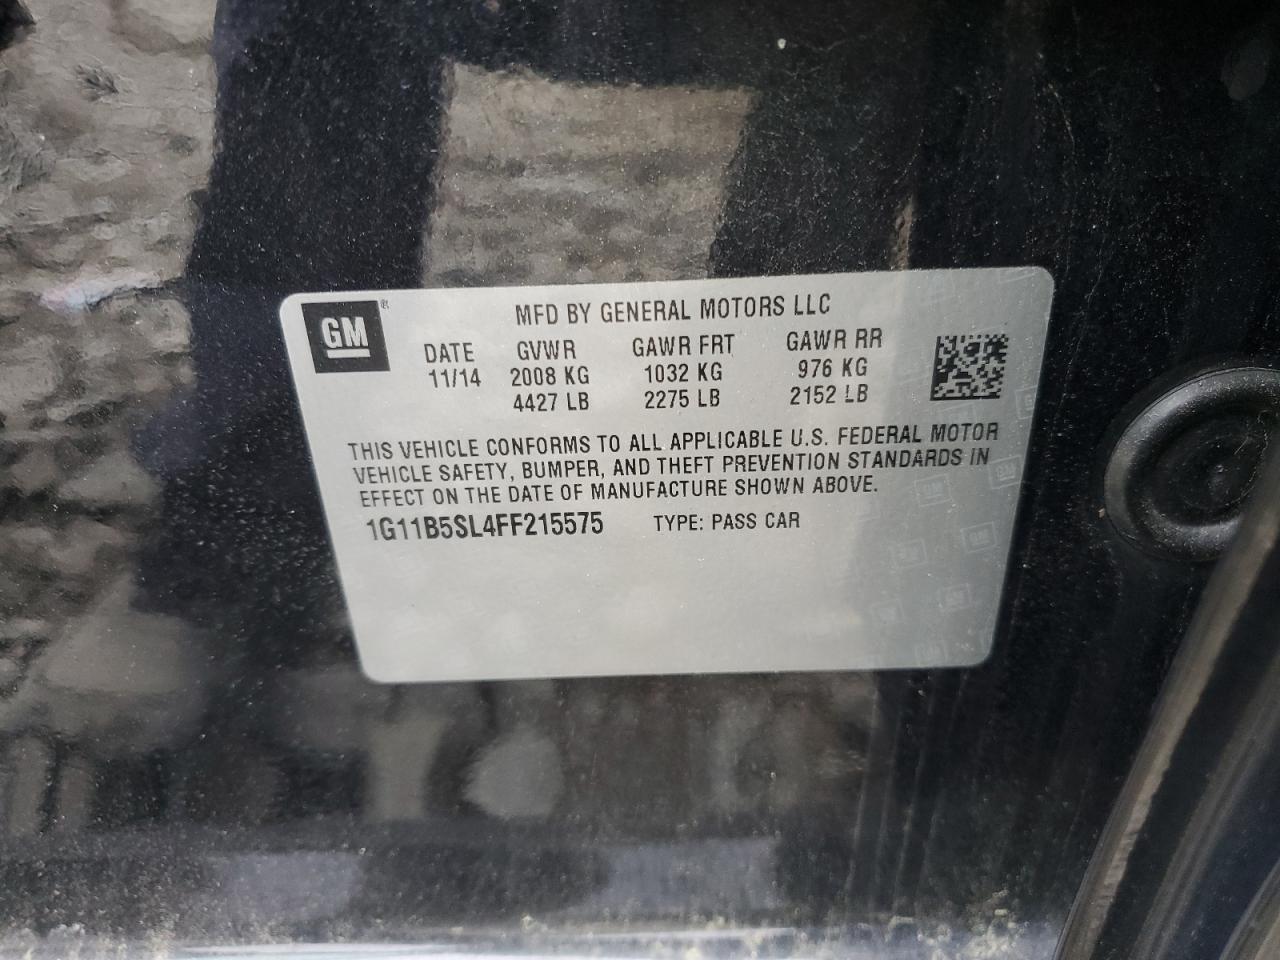 GM ®
MFD BY GENERAL MOTORS LLC
DATE GVWR GAWR FRT GAWR RR
11/14 2008 KG 1032 KG 976 KG
4427 LB 2275 LB 2152 LB
THIS VEHICLE CONFORMS TO ALL APPLICABLE U.S. FEDERAL MOTOR
VEHICLE SAFETY, BUMPER, AND THEFT PREVENTION STANDARDS IN
EFFECT ON THE DATE OF MANUFACTURE SHOWN ABOVE.
1G11B5SL4FF215575 TYPE: PASS CAR